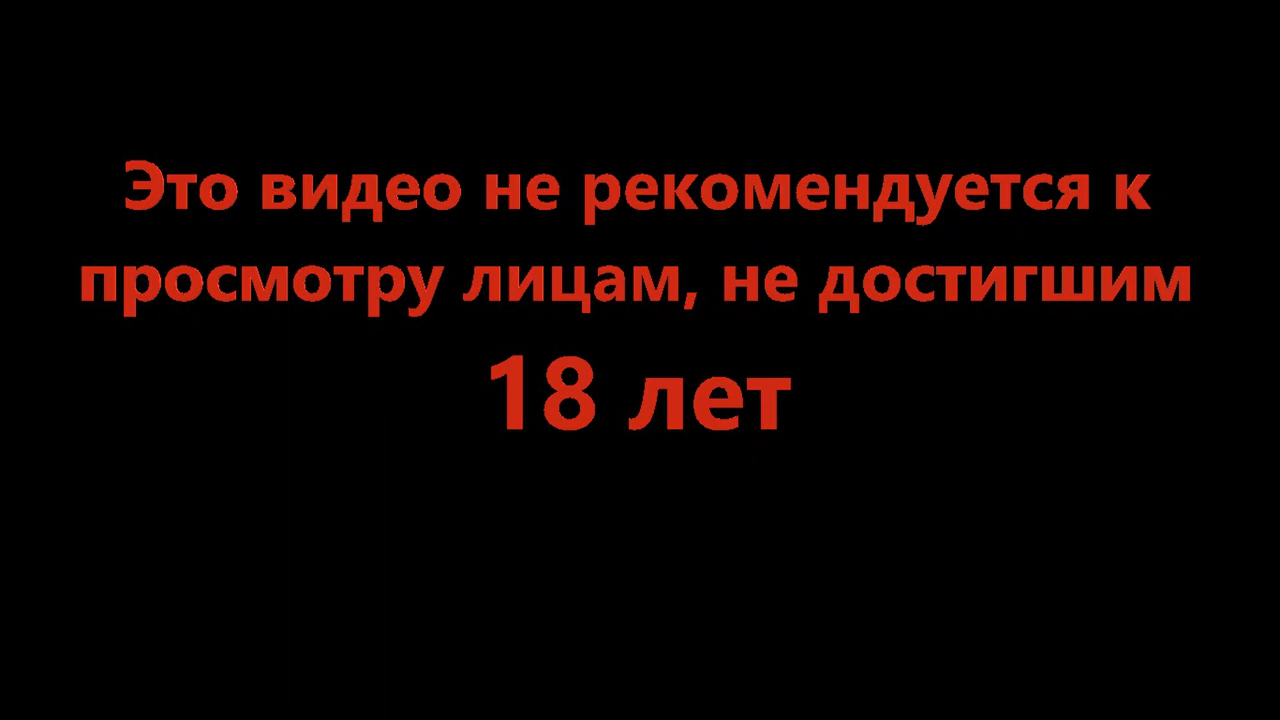 Это видео не рекомендуется к
просмотру лицам, не достигшим
18 лет